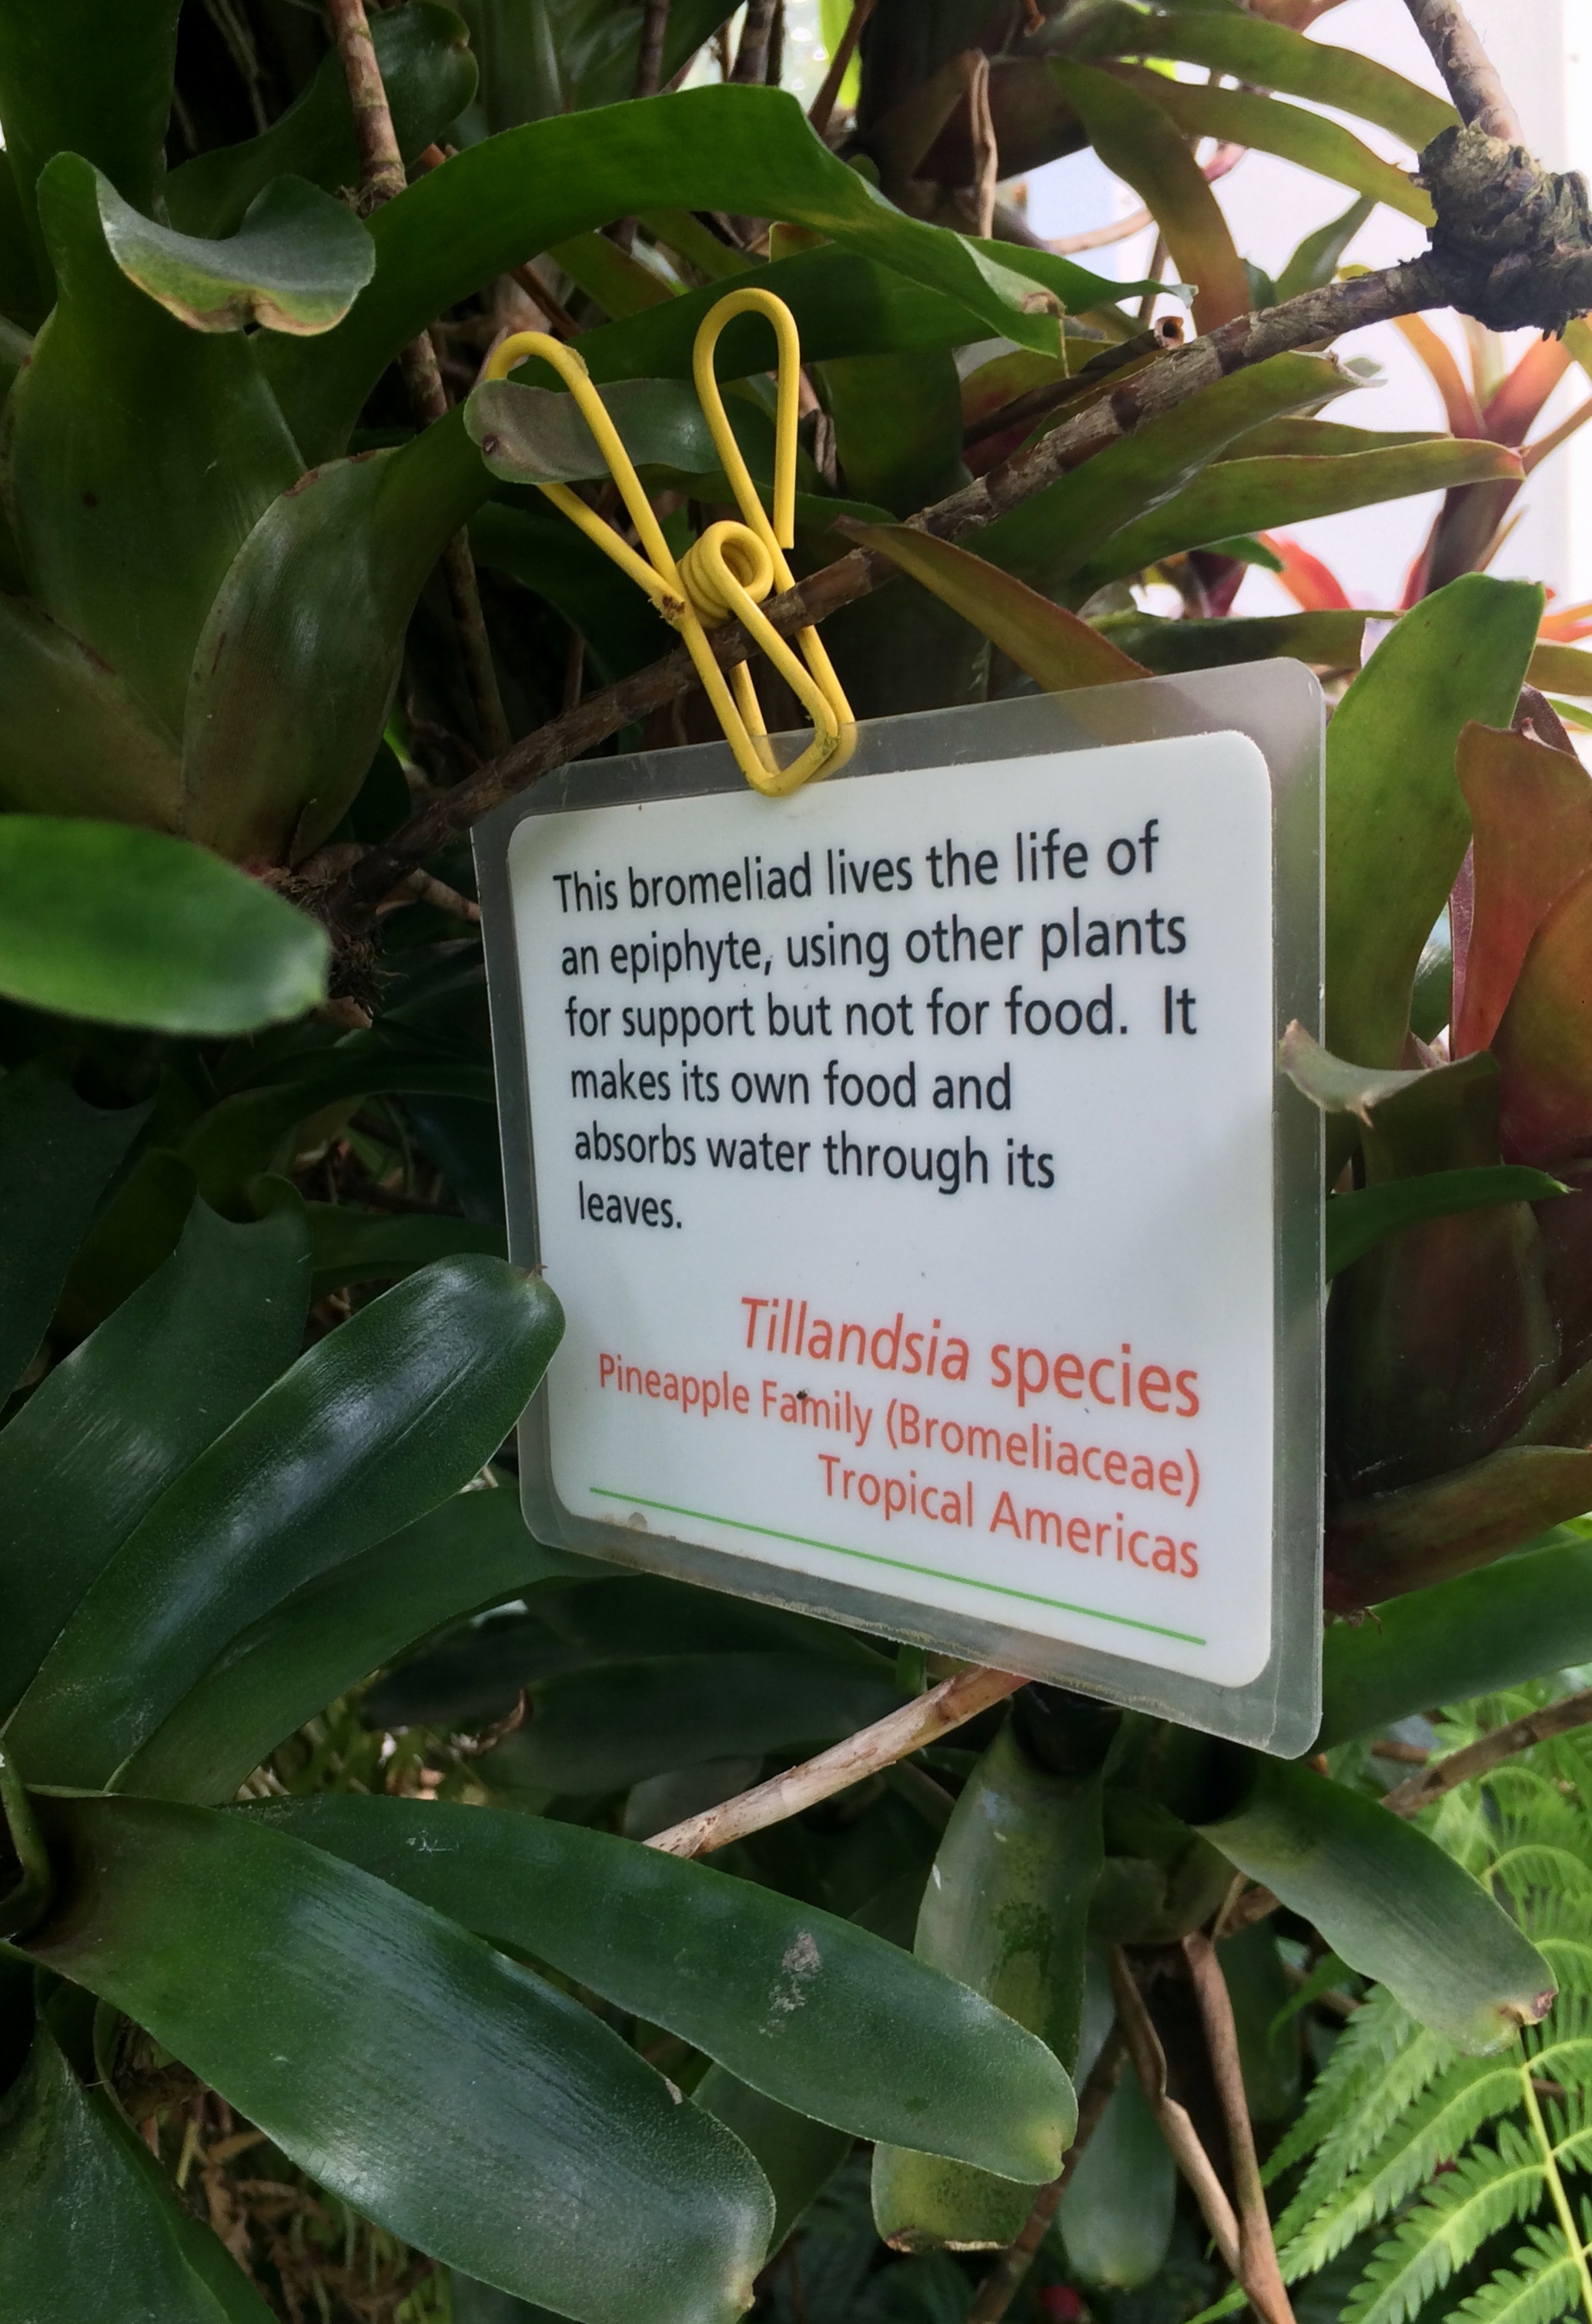 This bromeliad lives the life of
an epiphyte, using other plants
for support but not for food. It
makes its own food and
absorbs water through its
leaves.
Tillandsia species
Pineapple Family (Bromeliaceae)
Tropical Americas